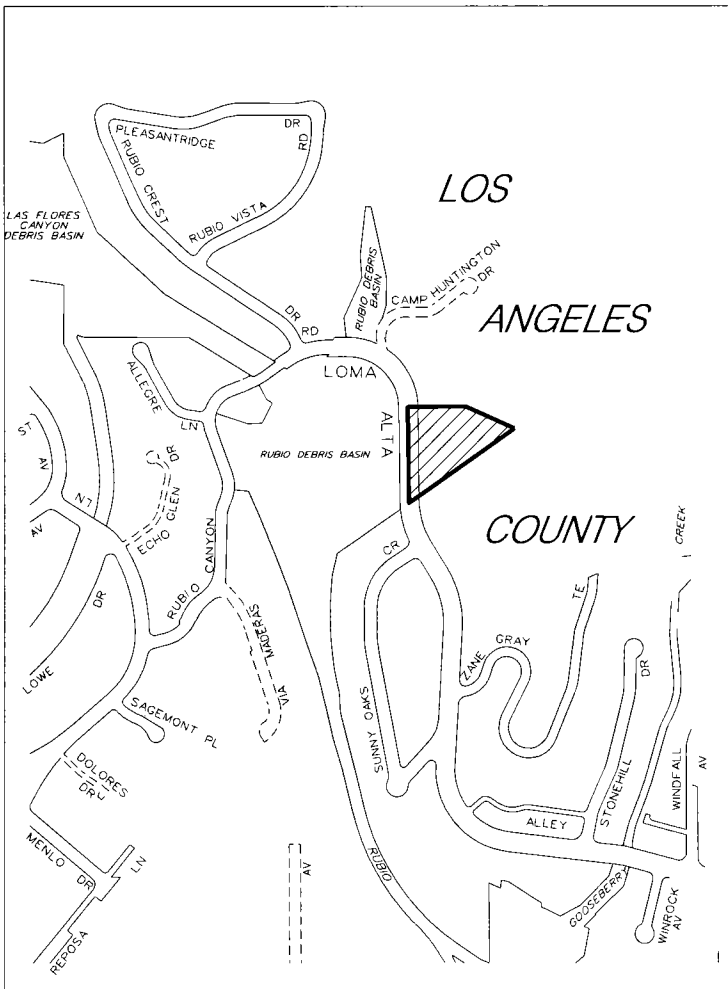 PLEASANTRIDGE
DR
RD
RUBIO CREST
RUBIO VISTA
LOS
LAS FLORES
CANYON
DEBRIS BASIN
RUBIO DEBRIS
BASIN
CAMP HUNTINGTON
DR
ANGELES
DR
RD
LOMA
ALLEGRE
LN
ALTA
ST
AV
RUBIO DEBRIS BASIN
DR
GLEN
ECHO
LN
AV
COUNTY
CREEK
CANYON
RUBIO
CR
DR
LOWE
MADERAS
VIA
TE
GRAY
ZANE
SAGEMONT PL
SUNNY OAKS
DR
STONEHILL
WINDFALL
AV
DOLORES
DR
ALLEY
MENLO DR
LN
REPOSA
AV
RUBIO
GOOSEBERRY
WINROCK
AV